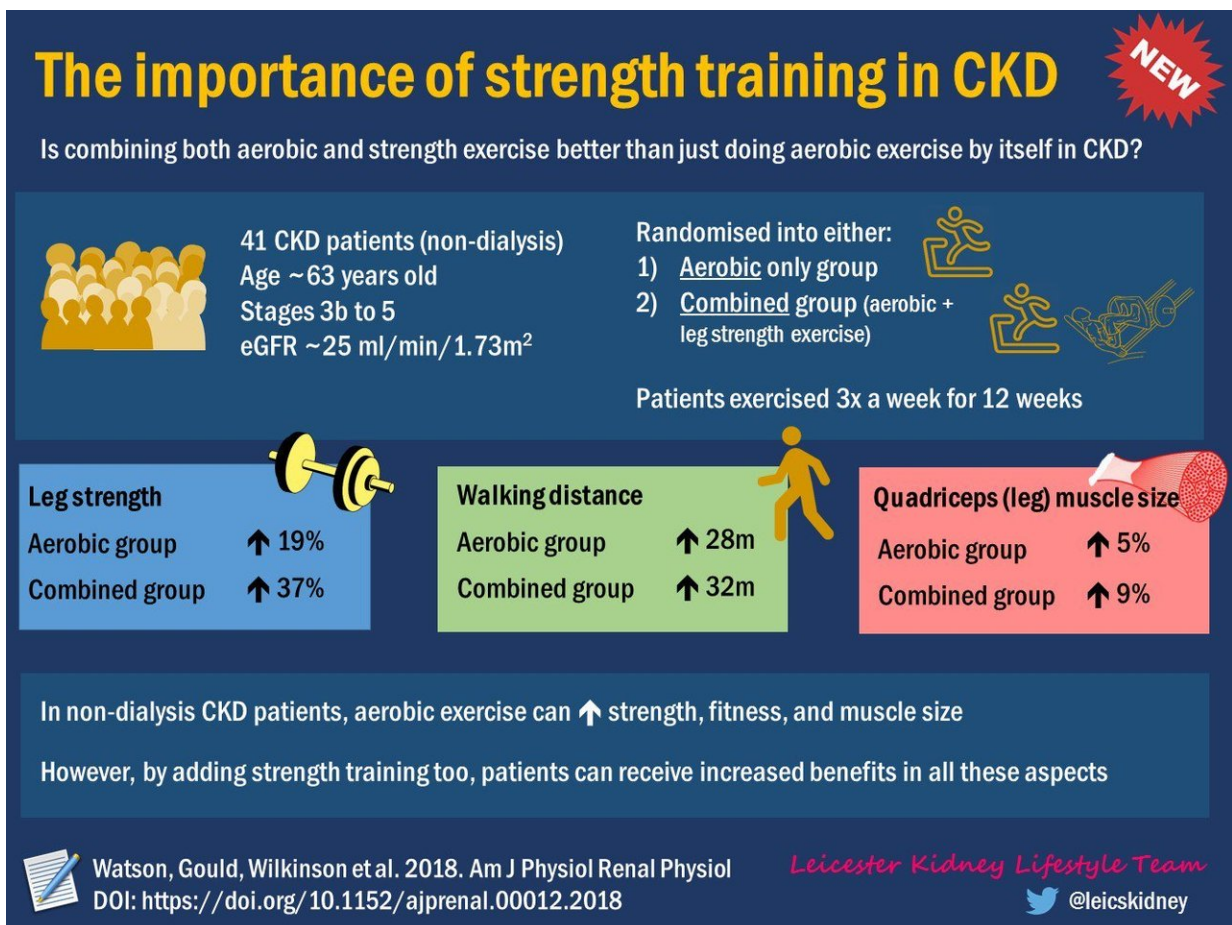 The importance of strength training in CKD
NEW
Is combining both aerobic and strength exercise better than just doing aerobic exercise by itself in CKD?
41 CKD patients (non-dialysis)
Age ~63 years old
Stages 3b to 5
eGFR ~25 ml/min/1.73m²
Randomised into either:
1) Aerobic only group
2) Combined group (aerobic +
leg strength exercise)
Patients exercised 3x a week for 12 weeks
Leg strength
Aerobic group ↑ 19%
Combined group ↑ 37%
Walking distance
Aerobic group ↑ 28m
Combined group ↑ 32m
Quadriceps (leg) muscle size
Aerobic group ↑ 5%
Combined group ↑ 9%
In non-dialysis CKD patients, aerobic exercise can ↑ strength, fitness, and muscle size
However, by adding strength training too, patients can receive increased benefits in all these aspects
Watson, Gould, Wilkinson et al. 2018. Am J Physiol Renal Physiol
DOI: https://doi.org/10.1152/ajprenal.00012.2018
Leicester Kidney Lifestyle Team
@leicskidney